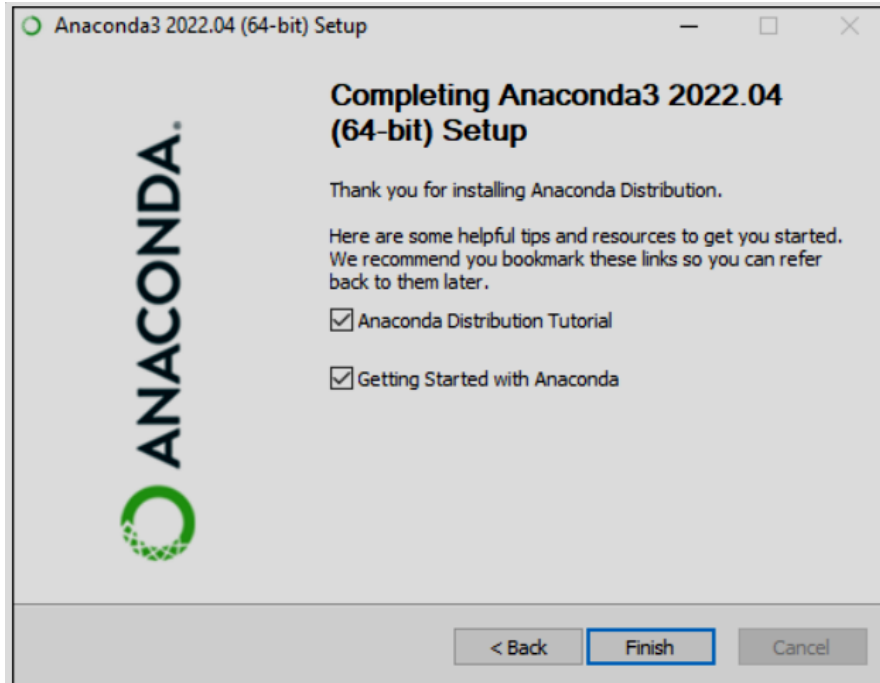 Anaconda3 2022.04 (64-bit) Setup
Completing Anaconda3 2022.04
(64-bit) Setup
Thank you for installing Anaconda Distribution.
Here are some helpful tips and resources to get you started.
We recommend you bookmark these links so you can refer
back to them later.
Anaconda Distribution Tutorial
Getting Started with Anaconda
ANACONDA.
< Back
Finish
Cancel